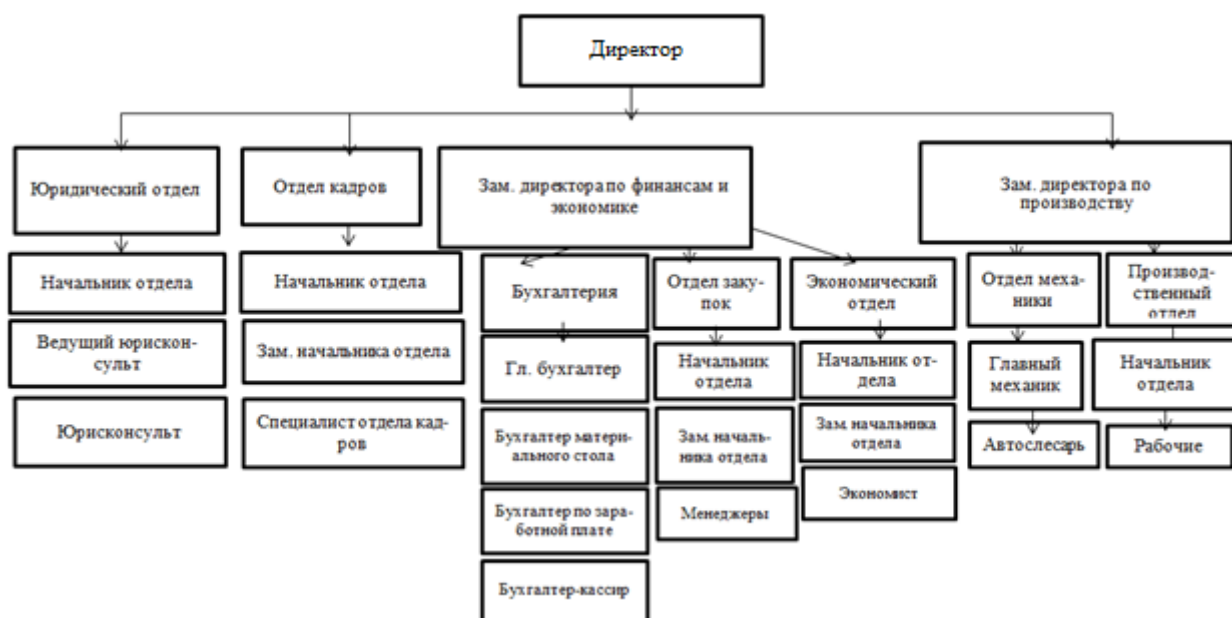 Директор
Юридический отдел
Отдел кадров
Зам. директора по финансам и
экономике
Зам. директора по
производству
Начальник отдела
Ведущий юрискон-
сульт
Юрисконсульт
Начальник отдела
Зам. начальника отдела
Специалист отдела кад-
ров
Бухгалтерия
Гл. бухгалтер
Бухгалтер матери-
ального стола
Бухгалтер по зара-
ботной плате
Бухгалтер-кассир
Отдел заку-
пок
Начальник
отдела
Зам. началь-
ника отдела
Менеджеры
Экономический
отдел
Начальник от-
дела
Зам. начальника
отдела
Экономист
Отдел меха-
ники
Главный
механик
Автослесарь
Производ-
ственный
отдел
Начальник
отдела
Рабочие